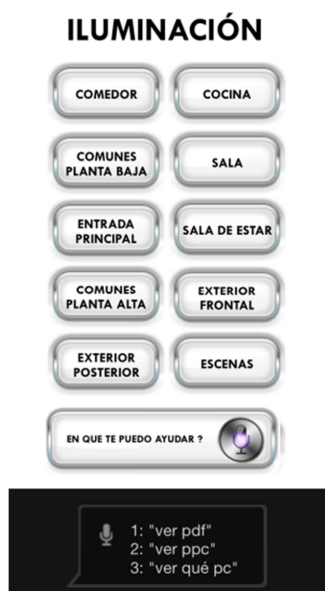 ILUMINACIÓN
COMEDOR
COCINA
COMUNES
PLANTA BAJA
SALA
ENTRADA
PRINCIPAL
SALA DE ESTAR
COMUNES
PLANTA ALTA
EXTERIOR
FRONTAL
EXTERIOR
POSTERIOR
ESCENAS
EN QUE TE PUEDO AYUDAR ?
1: "ver pdf"
2: "ver ppc"
3: "ver qué pc"